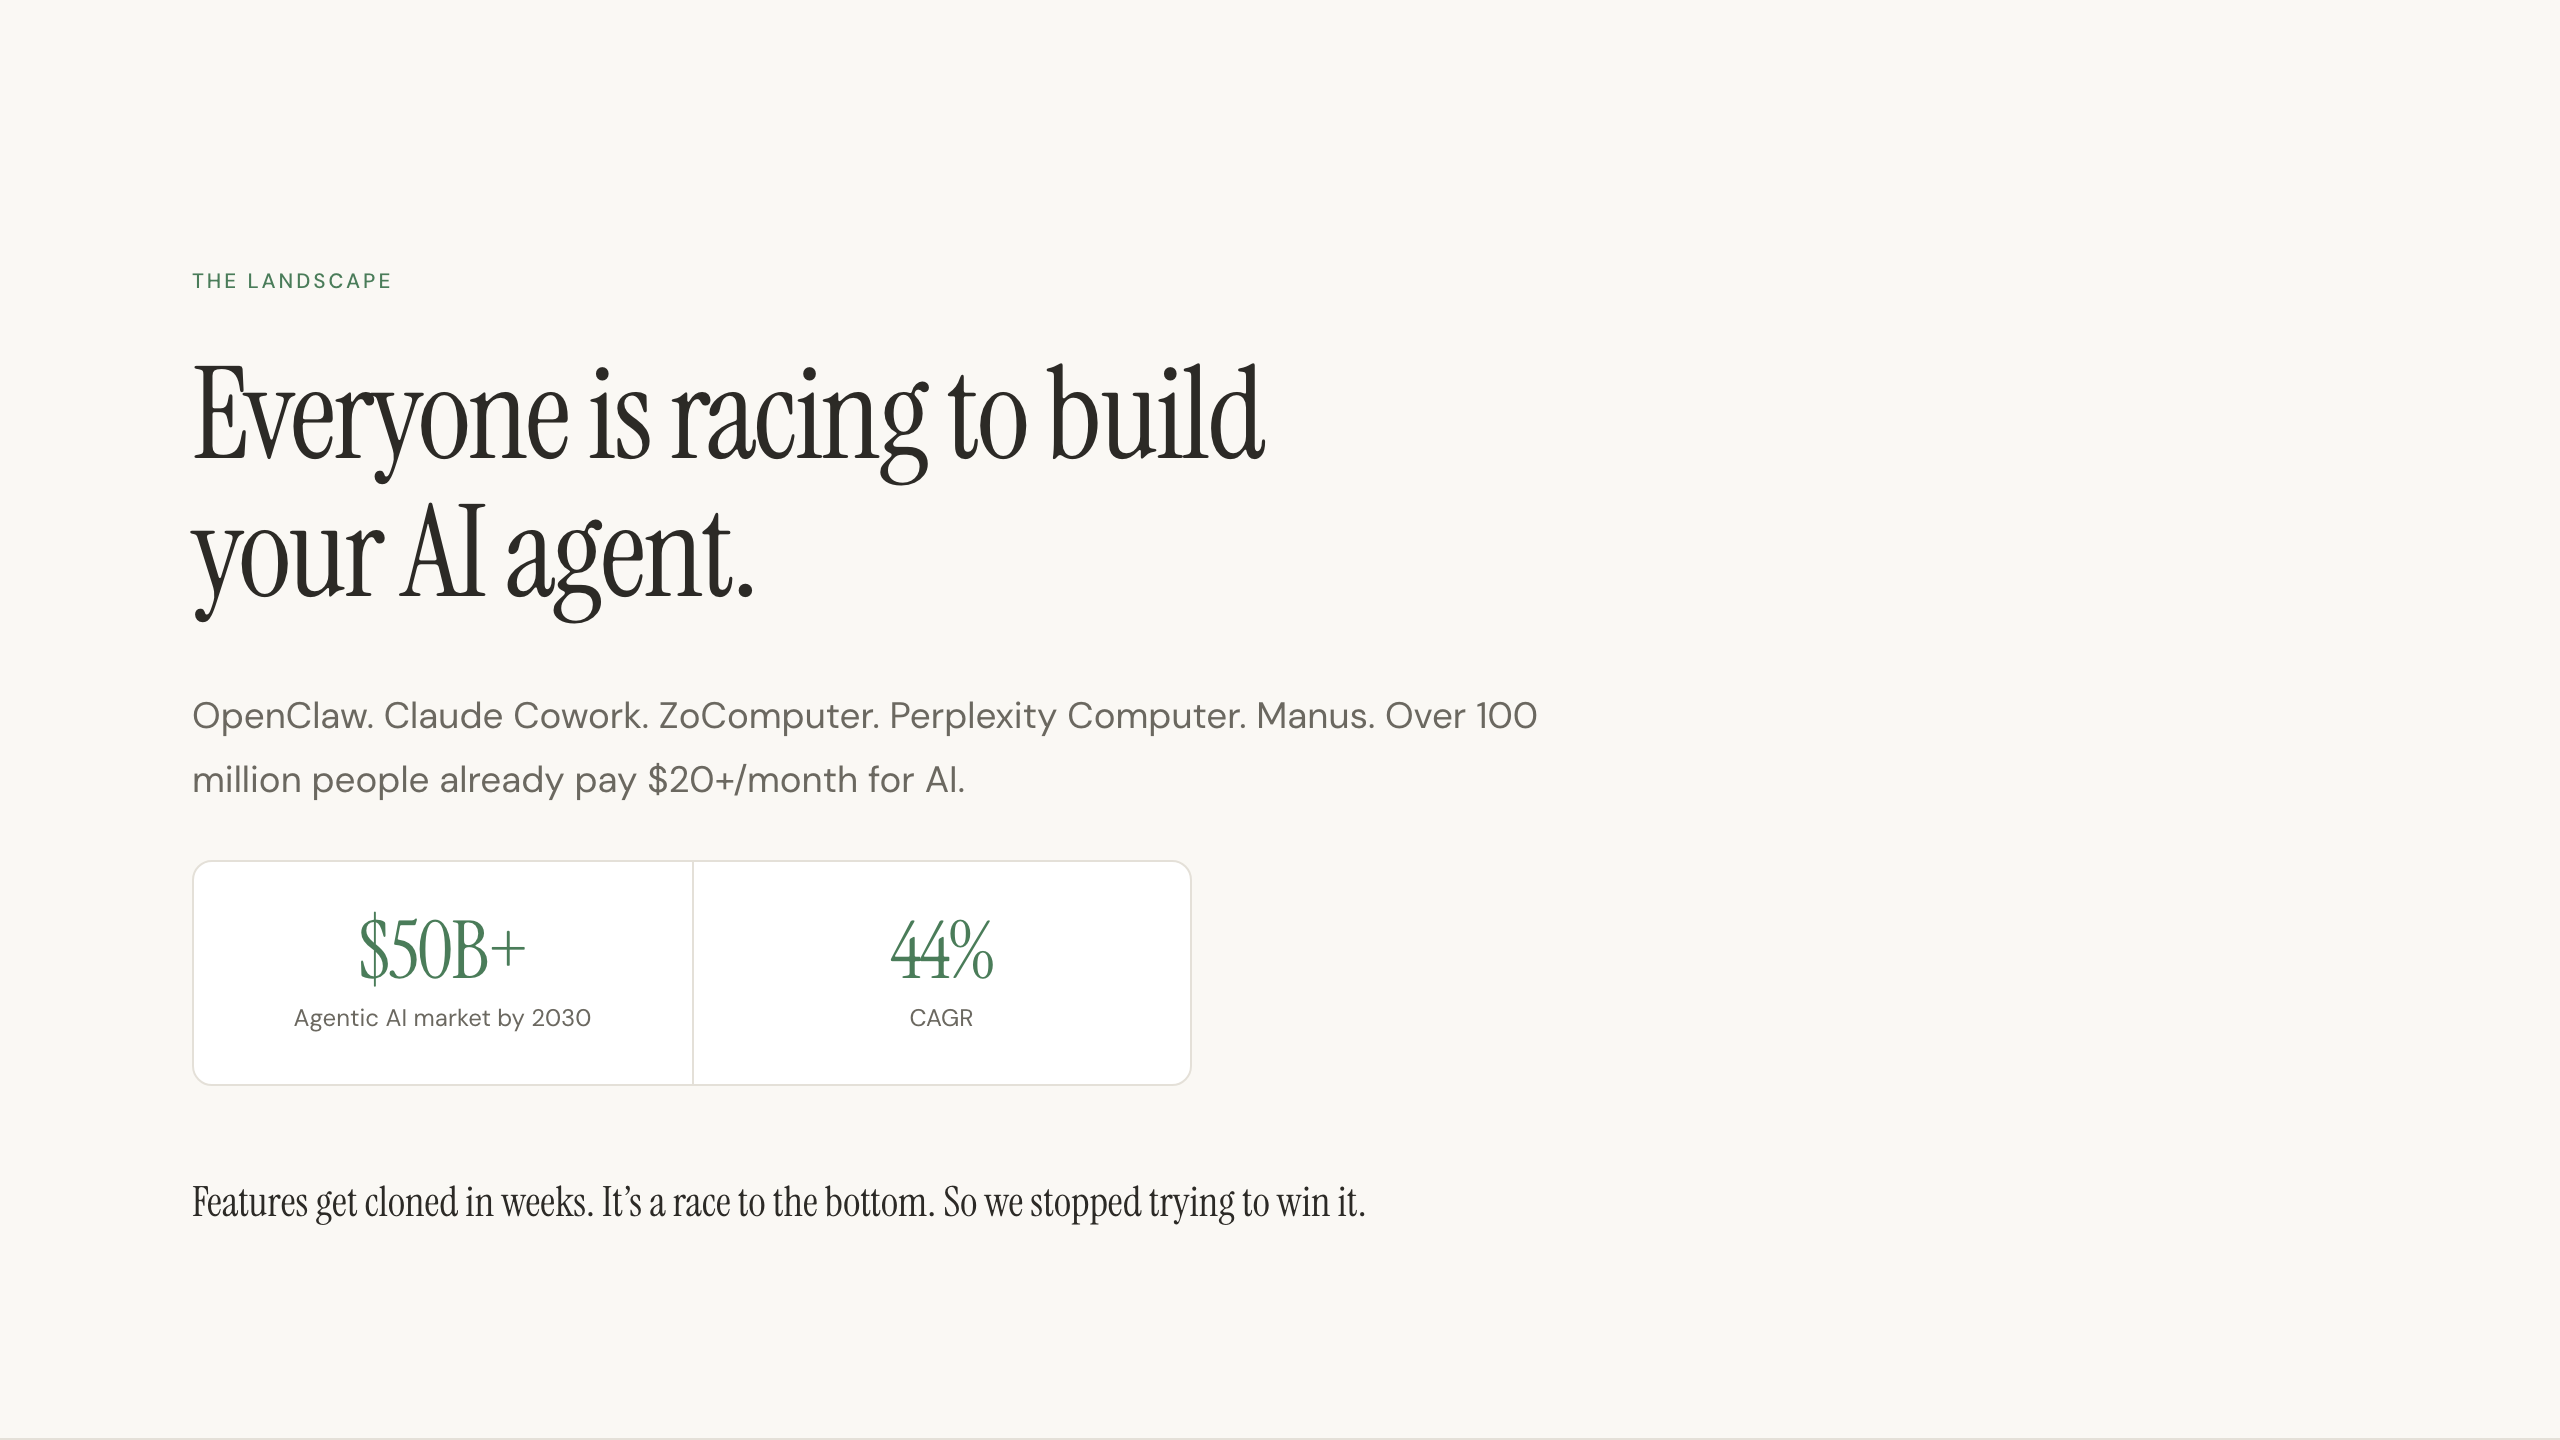 THE LANDSCAPE
Everyone is racing to build
your AI agent.
OpenClaw. Claude Cowork. ZoComputer. Perplexity Computer. Manus. Over 100
million people already pay $20+/month for AI.
$50B+
Agentic AI market by 2030
44%
CAGR
Features get cloned in weeks. It’s a race to the bottom. So we stopped trying to win it.